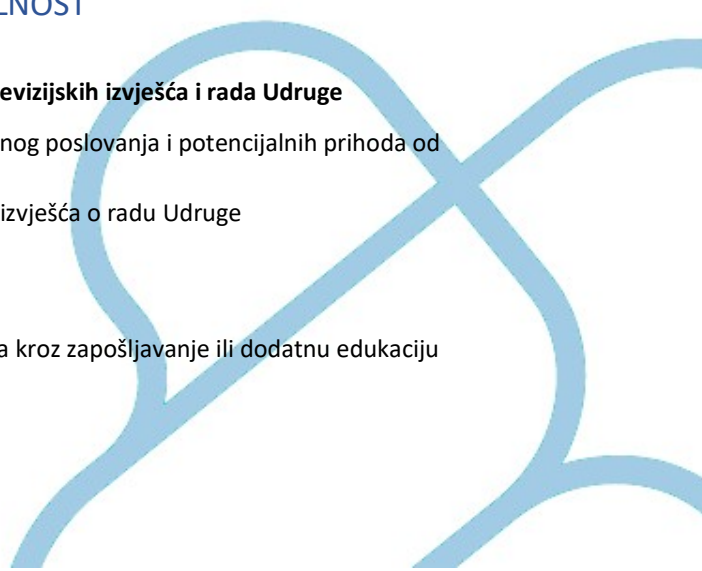 LNOST
evizijskih izvješća i rada Udruge
nog poslovanja i potencijalnih prihoda od
izvješća o radu Udruge
a kroz zapošljavanje ili dodatnu edukaciju